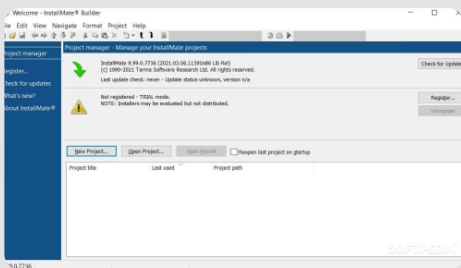 Welcome - InstallMate® Builder
File Edit View Navigate Format Project Help
Project manager
Project manager - Manage your InstallMate projects
Register...
Check for updates
What's new?
About InstallMate®
InstallMate 9.99.0.7736 (2021.03.06.11390x86 Lib Ref)
(c) 1990-2021 Tarma Software Research Ltd. All rights reserved.
Last update check: never - Update status unknown, version n/a
Check for Update
Not registered - TRIAL mode.
NOTE: Installers may be evaluated but not distributed.
Register...
Unregister
New Project...
Open Project...
Open Recent
Reopen last project on startup
Project title
Last used
Project path
SOFTPEDIA
9.0.7736